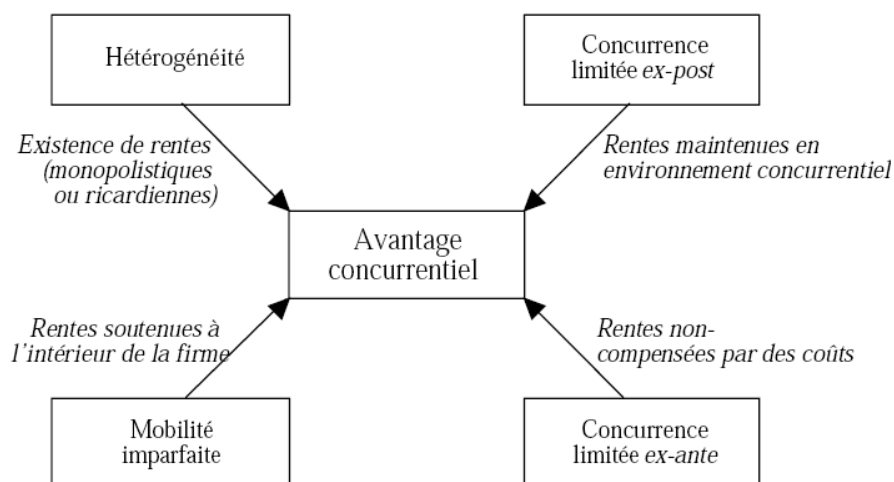 Hétérogénéité
Concurrence
limitée ex-post
Existence de rentes
(monopolistiques
ou ricardiennes)
Rentes maintenues en
environnement concurrentiel
Avantage
concurrentiel
Rentes soutenues à
l'intérieur de la firme
Rentes non-
compensées par des coûts
Mobilité
imparfaite
Concurrence
limitée ex-ante